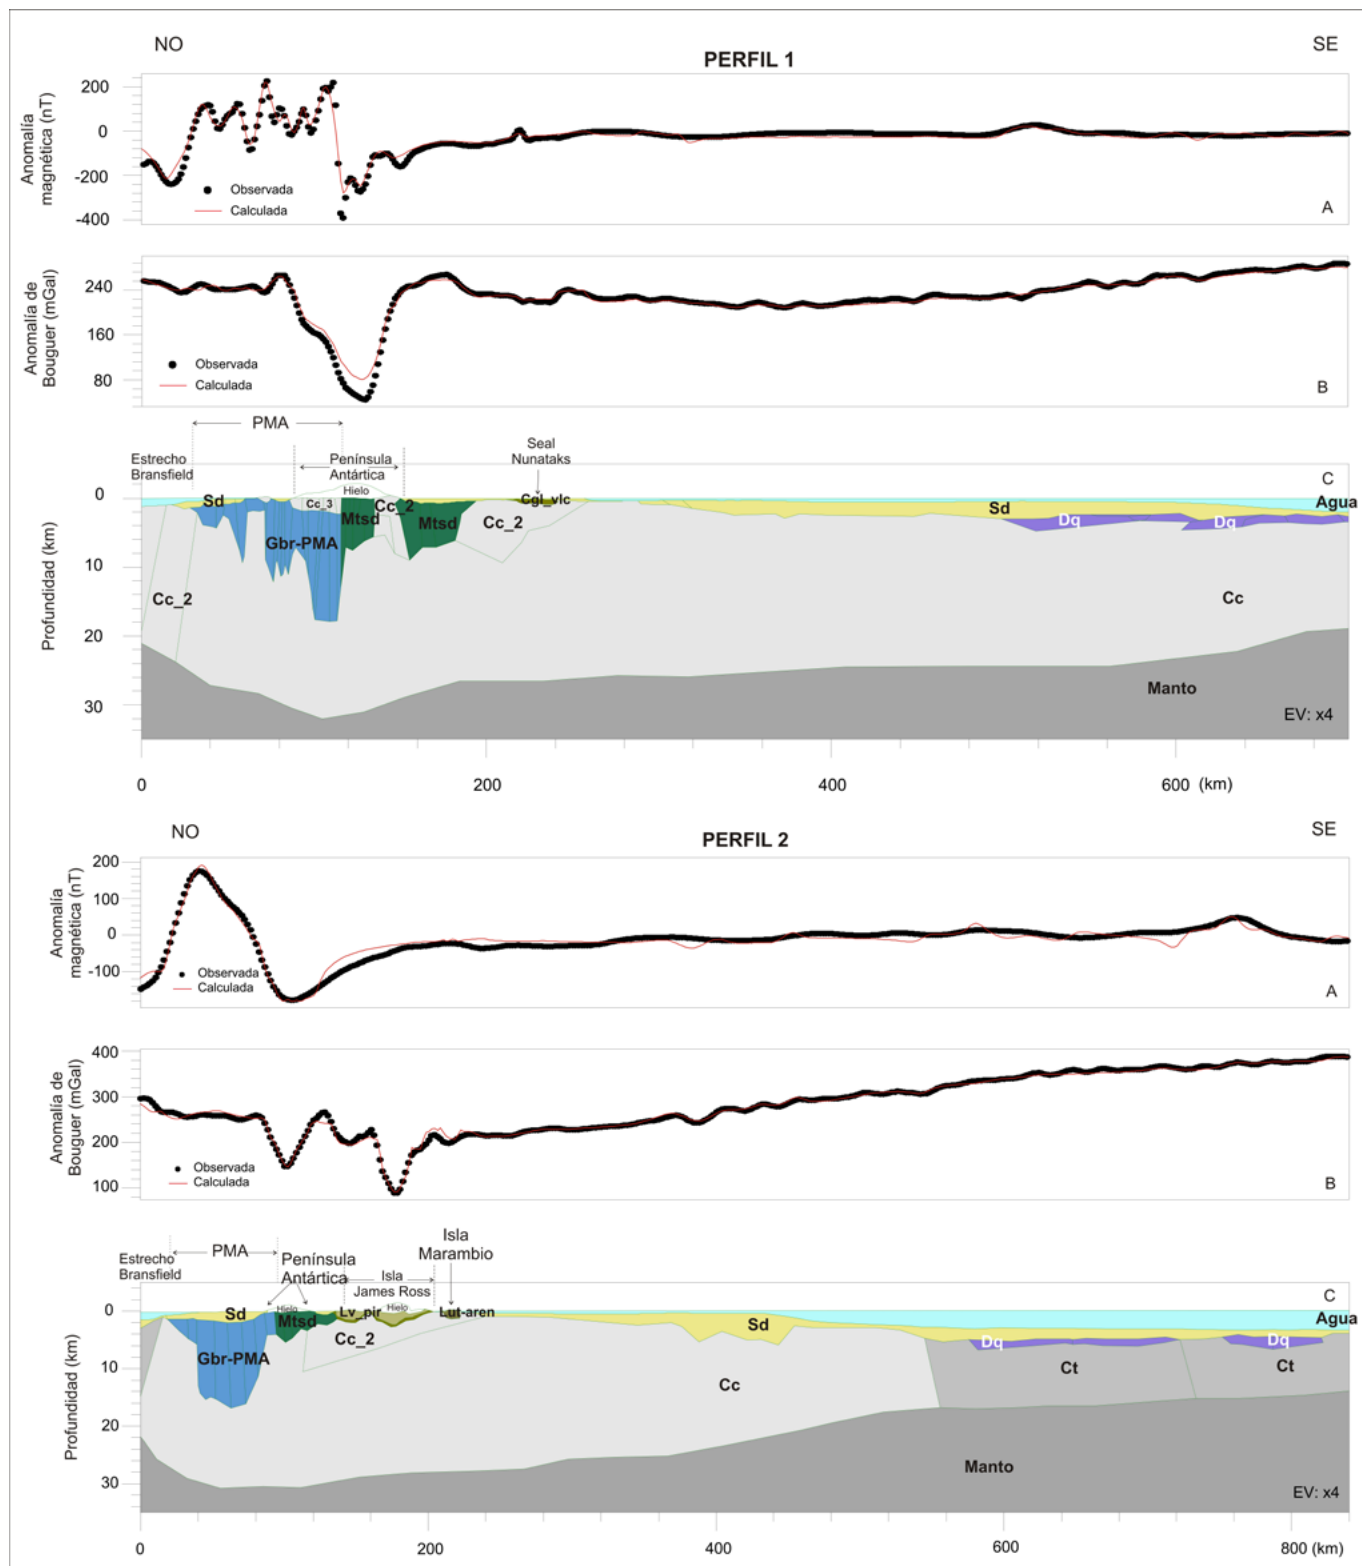 NO
SE
PERFIL 1
Anomalía
magnética (nT)
200
0
-200
-400
Observada
Calculada
A
Anomalía de
Bouguer (mGal)
240
160
80
Observada
Calculada
B
PMA
Estrecho
Bransfield
Península
Antártica
Hielo
Seal
Nunataks
C
Profundidad (km)
0
10
20
30
Sd
Cc_3
Cc_2
Cgl_vlc
Agua
Mtsd
Mtsd
Cc_2
Sd
Dq
Dq
Gbr-PMA
Cc_2
Cc
Manto
EV: x4
0
200
400
600
(km)
NO
SE
PERFIL 2
Anomalía
magnética (nT)
200
100
0
-100
Observada
Calculada
A
Anomalía de
Bouguer (mGal)
400
300
200
100
Observada
Calculada
B
Estrecho
Bransfield
PMA
Península
Antártica
Isla
James Ross
Isla
Marambio
C
Profundidad (km)
0
10
20
30
Sd
Hielo
Mtsd
Lv_pir
Hielo
Lut-aren
Agua
Cc_2
Sd
Dq
Dq
Gbr-PMA
Cc
Ct
Ct
Manto
EV: x4
0
200
400
600
800
(km)